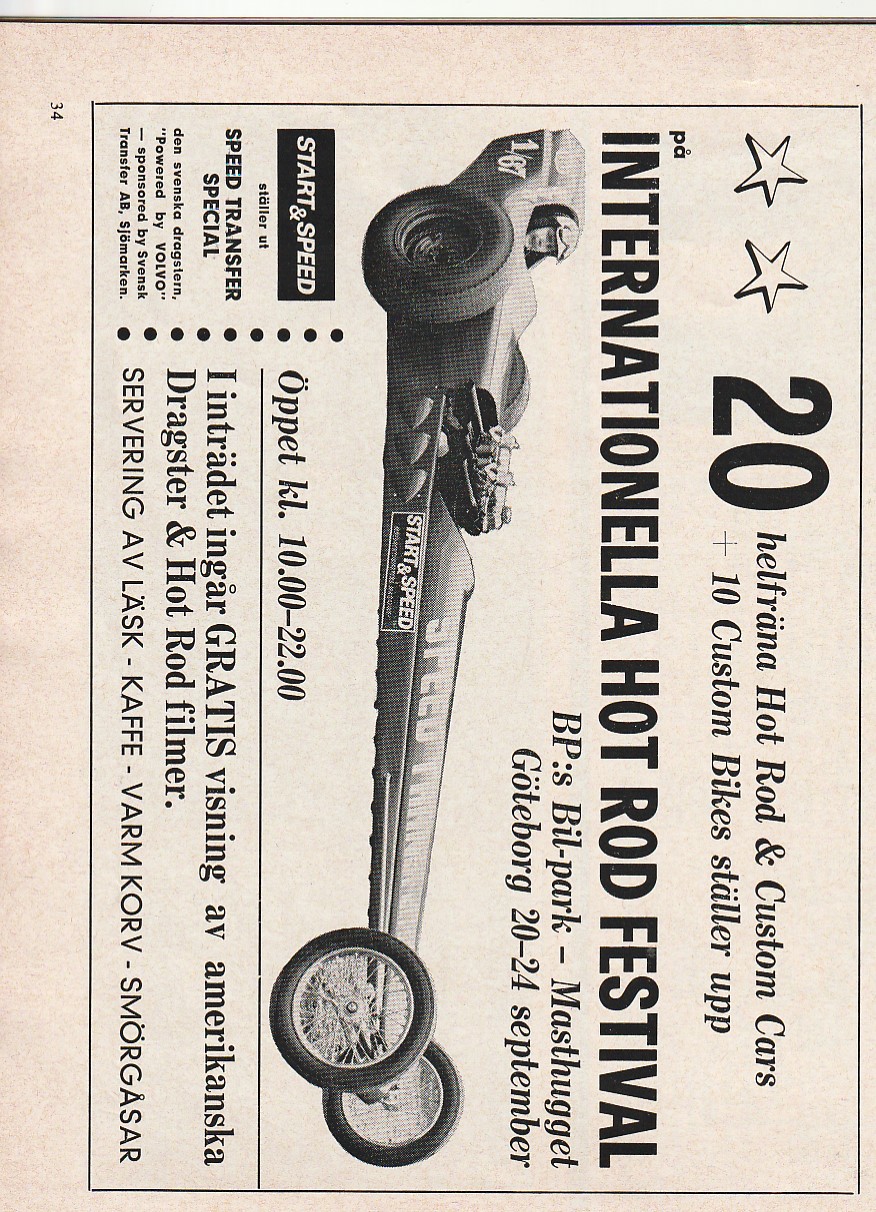 20
helfräna Hot Rod & Custom Cars
+ 10 Custom Bikes ställer upp
på
INTERNATIONELLA HOT ROD FESTIVAL
BP:s Bil-park – Masthugget
Göteborg 20–24 september
167
START&SPEED
SPEED TRAN
START&SPEED
ställer ut
SPEED TRANSFER
SPECIAL
den svenska dragstern,
"Powered by VOLVO"
— sponsored by Svensk
Transfer AB, Sjömarken.
Öppet kl. 10.00–22.00
I inträdet ingår GRATIS visning av amerikanska
Dragster & Hot Rod filmer.
SERVERING AV LÄSK - KAFFE - VARM KORV - SMÖRGÅSAR
34